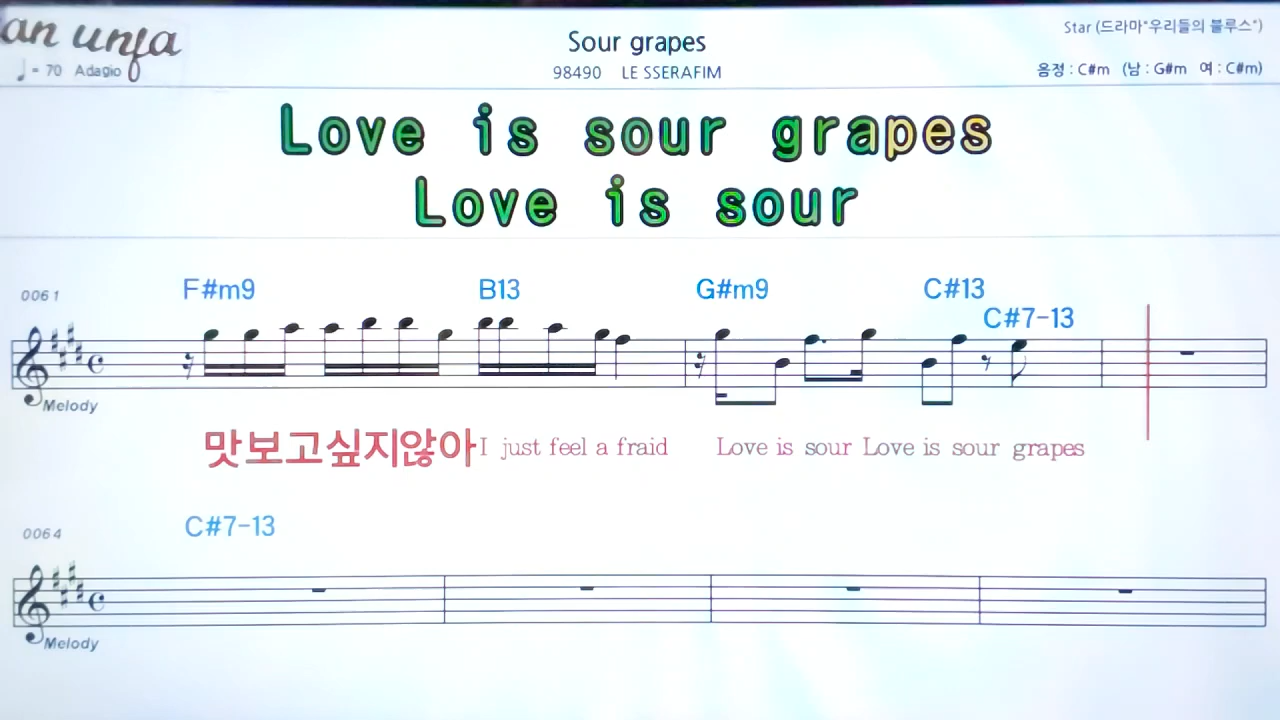 an unfa
♩= 70 Adagio
Sour grapes
98490 LE SSERAFIM
Star (드라마"우리들의 블루스")
음정 : C#m (남 : G#m 여 : C#m)
Love is sour grapes
Love is sour
0061
F#m9 B13 G#m9 C#13
C#7-13
Melody
맛보고싶지않아 I just feel a fraid Love is sour Love is sour grapes
0064
C#7-13
Melody